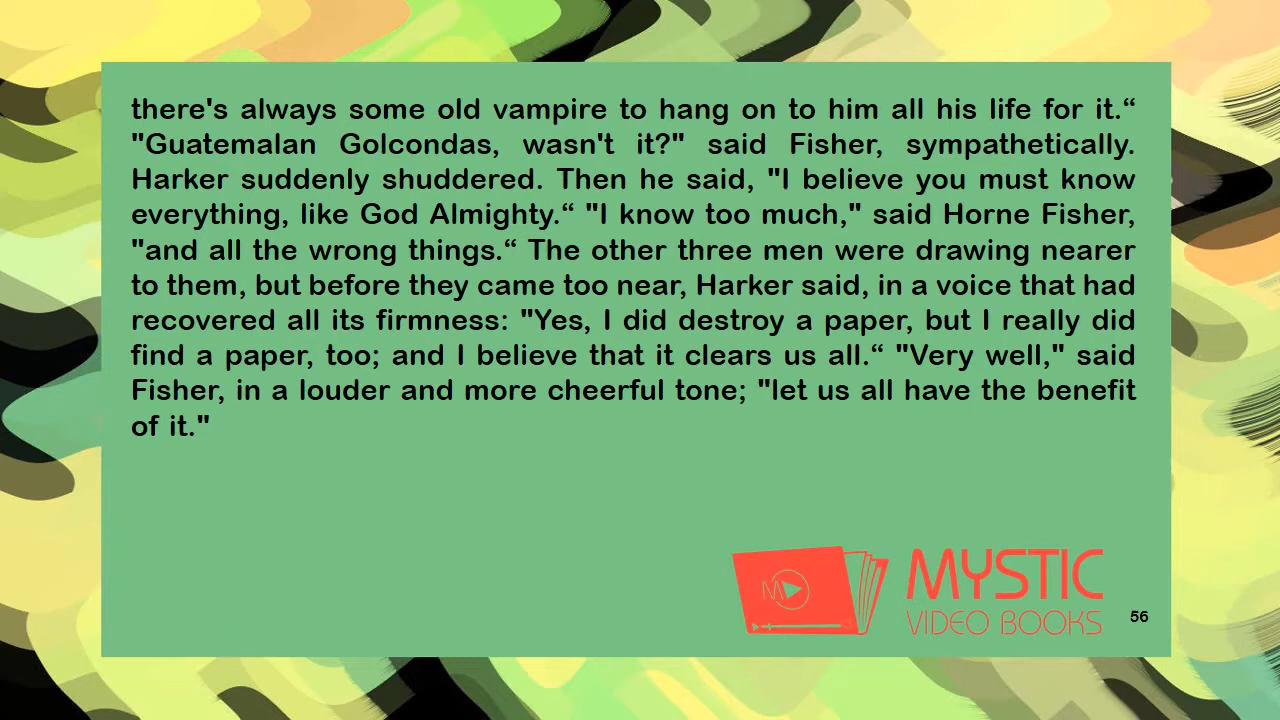 there's always some old vampire to hang on to him all his life for it.“
"Guatemalan Golcondas, wasn't it?" said Fisher, sympathetically.
Harker suddenly shuddered. Then he said, "I believe you must know
everything, like God Almighty.“ "I know too much," said Horne Fisher,
"and all the wrong things.“ The other three men were drawing nearer
to them, but before they came too near, Harker said, in a voice that had
recovered all its firmness: "Yes, I did destroy a paper, but I really did
find a paper, too; and I believe that it clears us all.“ "Very well," said
Fisher, in a louder and more cheerful tone; "let us all have the benefit
of it."
M
MYSTIC
VIDEO BOOKS
56